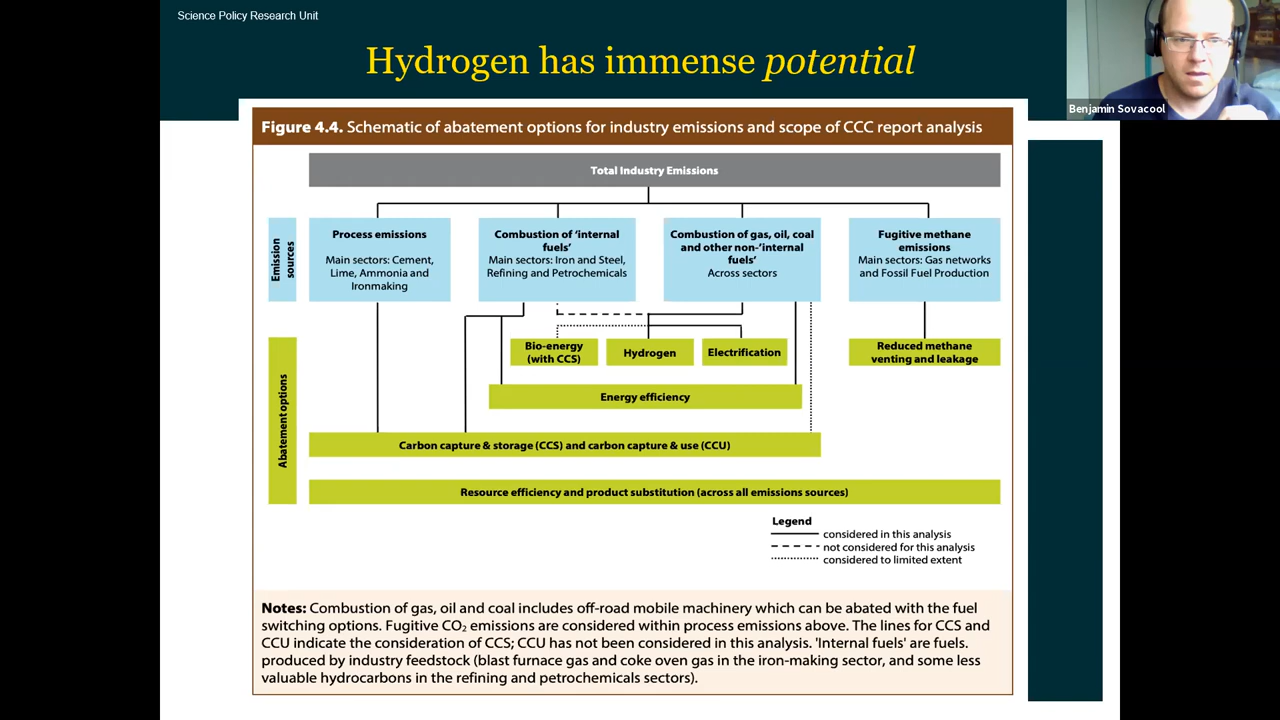 Science Policy Research Unit
Hydrogen has immense potential
Benjamin Sovacool
Figure 4.4. Schematic of abatement options for industry emissions and scope of CCC report analysis
Total Industry Emissions
Emission
sources
Process emissions
Main sectors: Cement,
Lime, Ammonia and
Ironmaking
Combustion of ‘internal
fuels’
Main sectors: Iron and Steel,
Refining and Petrochemicals
Combustion of gas, oil, coal
and other non-‘internal
fuels’
Across sectors
Fugitive methane
emissions
Main sectors: Gas networks
and Fossil Fuel Production
Abatement options
Bio-energy
(with CCS)
Hydrogen
Electrification
Reduced methane
venting and leakage
Energy efficiency
Carbon capture & storage (CCS) and carbon capture & use (CCU)
Resource efficiency and product substitution (across all emissions sources)
Legend
considered in this analysis
not considered for this analysis
considered to limited extent
Notes: Combustion of gas, oil and coal includes off-road mobile machinery which can be abated with the fuel
switching options. Fugitive CO₂ emissions are considered within process emissions above. The lines for CCS and
CCU indicate the consideration of CCS; CCU has not been considered in this analysis. 'Internal fuels' are fuels.
produced by industry feedstock (blast furnace gas and coke oven gas in the iron-making sector, and some less
valuable hydrocarbons in the refining and petrochemicals sectors).